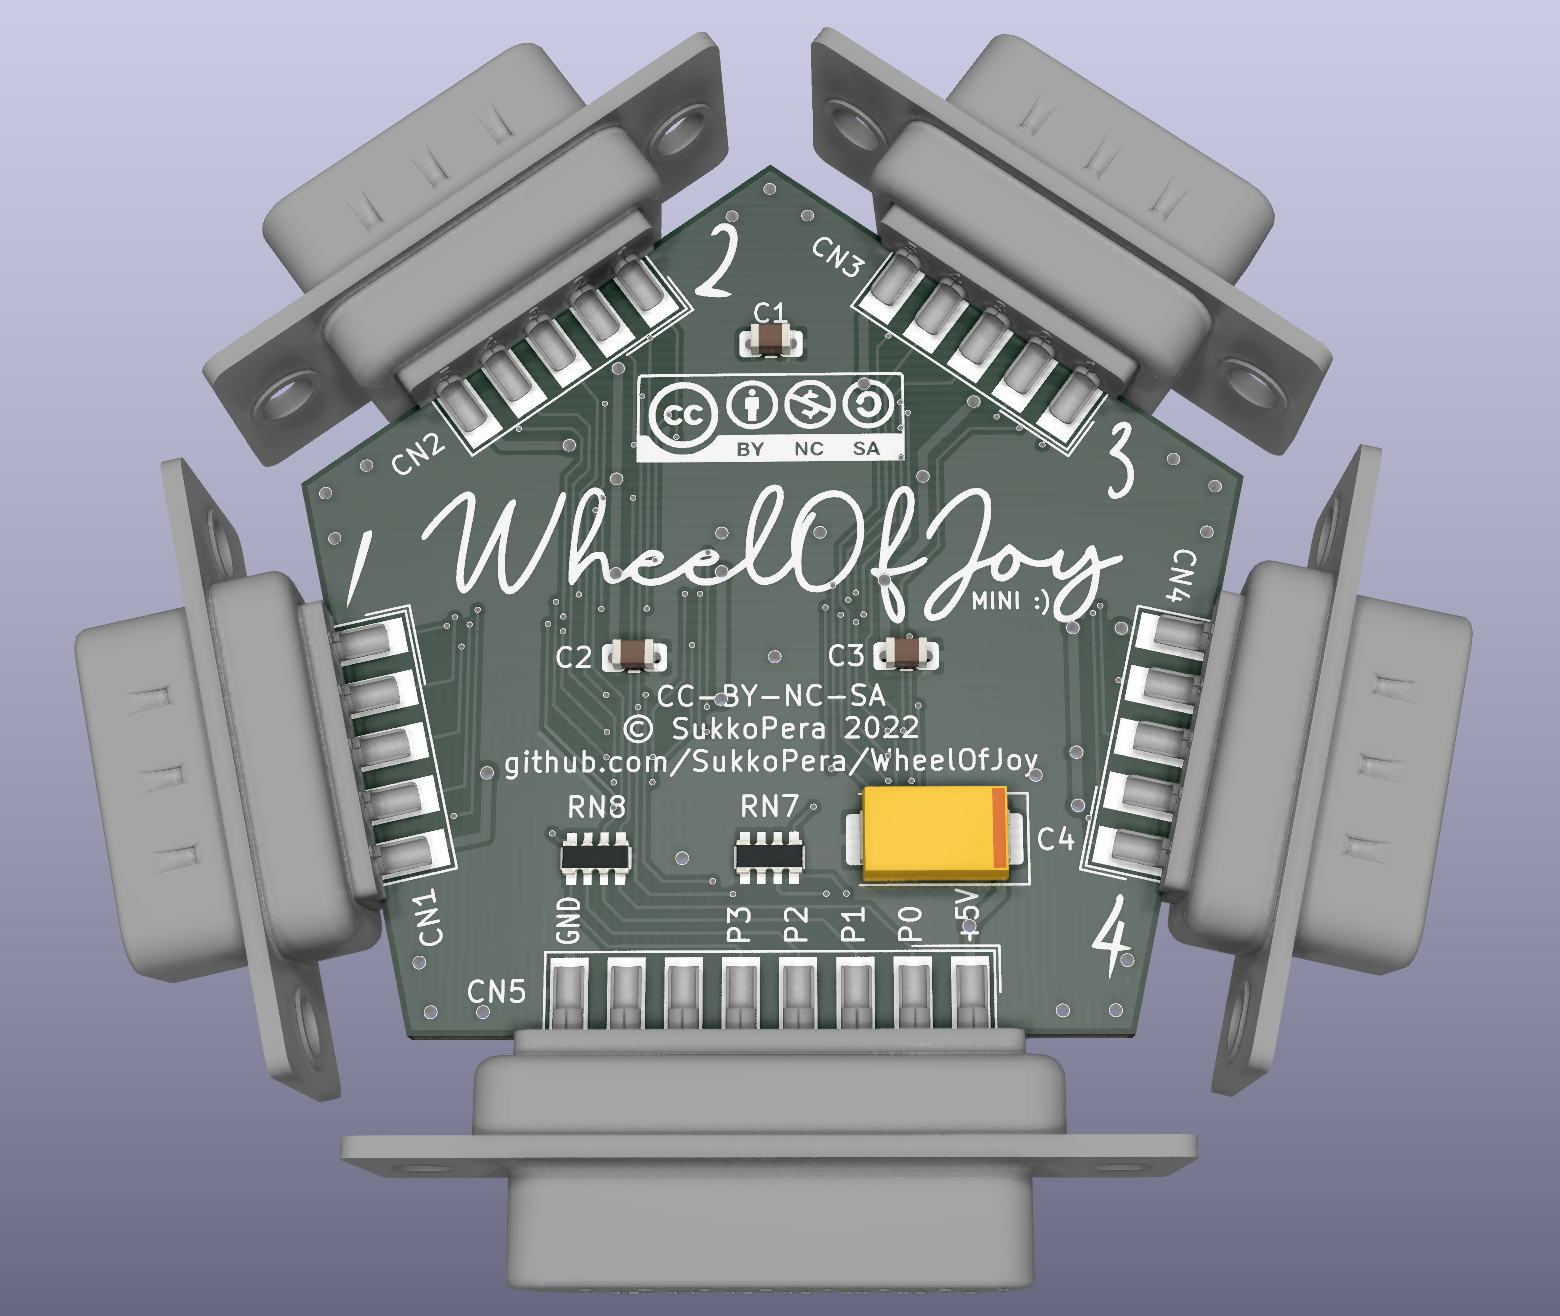 2
CN3
C1
cc
BY NC SA
CN2
3
1
WheelOfJoy
MINI :)
CN4
C2
C3
CC-BY-NC-SA
© SukkoPera 2022
github.com/SukkoPera/WheelOfJoy
RN8
RN7
C4
CN1
GND
P3
P2
P1
P0
+5V
4
CN5